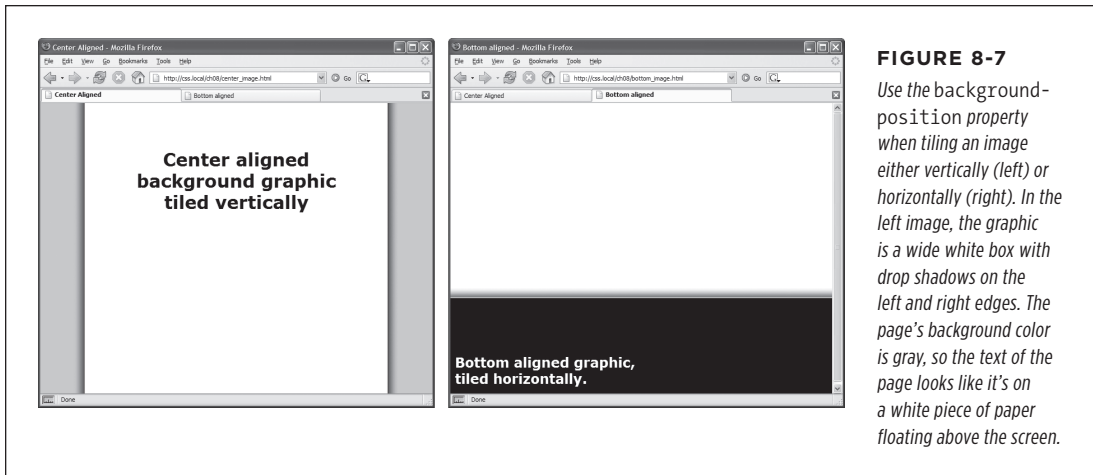 Center Aligned - Mozilla Firefox
File Edit View Go Bookmarks Tools Help
http://css.local/ch08/center_image.html Go
Center Aligned Bottom aligned
Center aligned
background graphic
tiled vertically
Done
Bottom aligned - Mozilla Firefox
File Edit View Go Bookmarks Tools Help
http://css.local/ch08/bottom_image.html Go
Center Aligned Bottom aligned
Bottom aligned graphic,
tiled horizontally.
Done
FIGURE 8-7
Use the background-
position property
when tiling an image
either vertically (left) or
horizontally (right). In the
left image, the graphic
is a wide white box with
drop shadows on the
left and right edges. The
page’s background color
is gray, so the text of the
page looks like it’s on
a white piece of paper
floating above the screen.